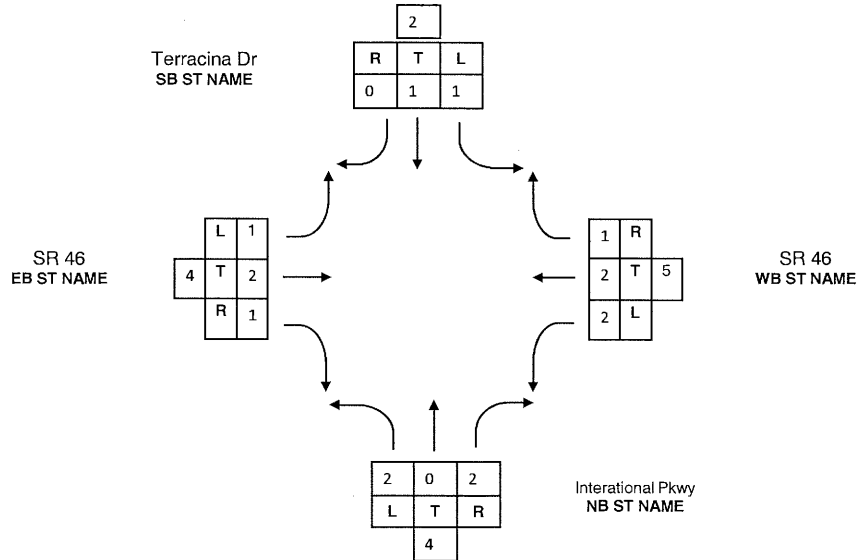 2
Terracina Dr
SB ST NAME
R T L
0 1 1
SR 46
EB ST NAME
L 1
4 T 2
R 1
1 R
2 T 5
2 L
SR 46
WB ST NAME
2 0 2
L T R
4
Interational Pkwy
NB ST NAME